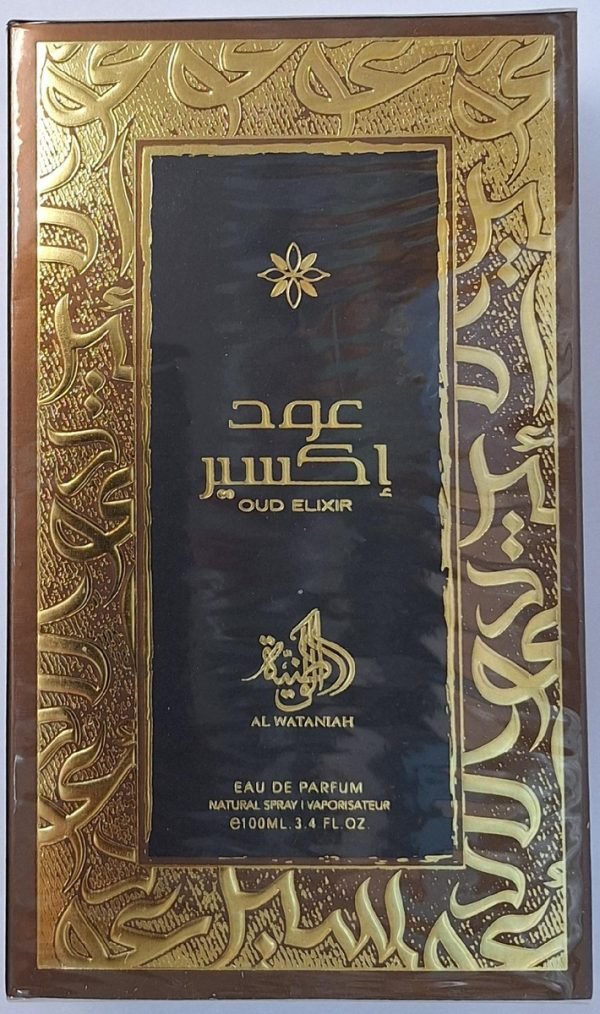 عود
إكسير
OUD ELIXIR
الوطنية
AL WATANIAH
EAU DE PARFUM
NATURAL SPRAY | VAPORISATEUR
℮100ML.3.4 FL.OZ.